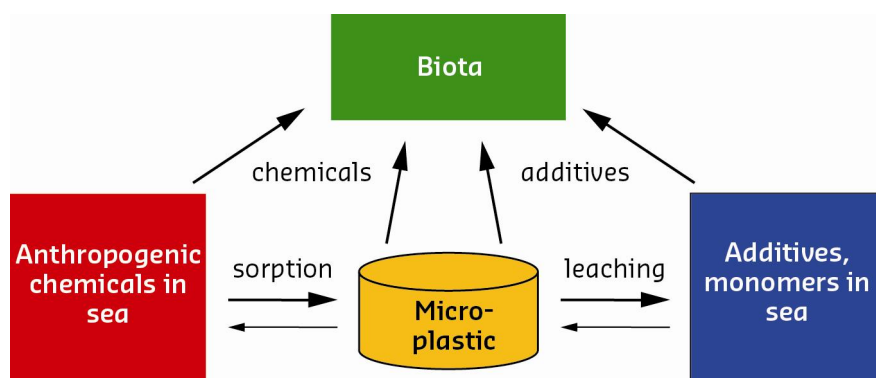 Biota
chemicals
additives
Anthropogenic
chemicals in
sea
sorption
Micro-
plastic
leaching
Additives,
monomers in
sea